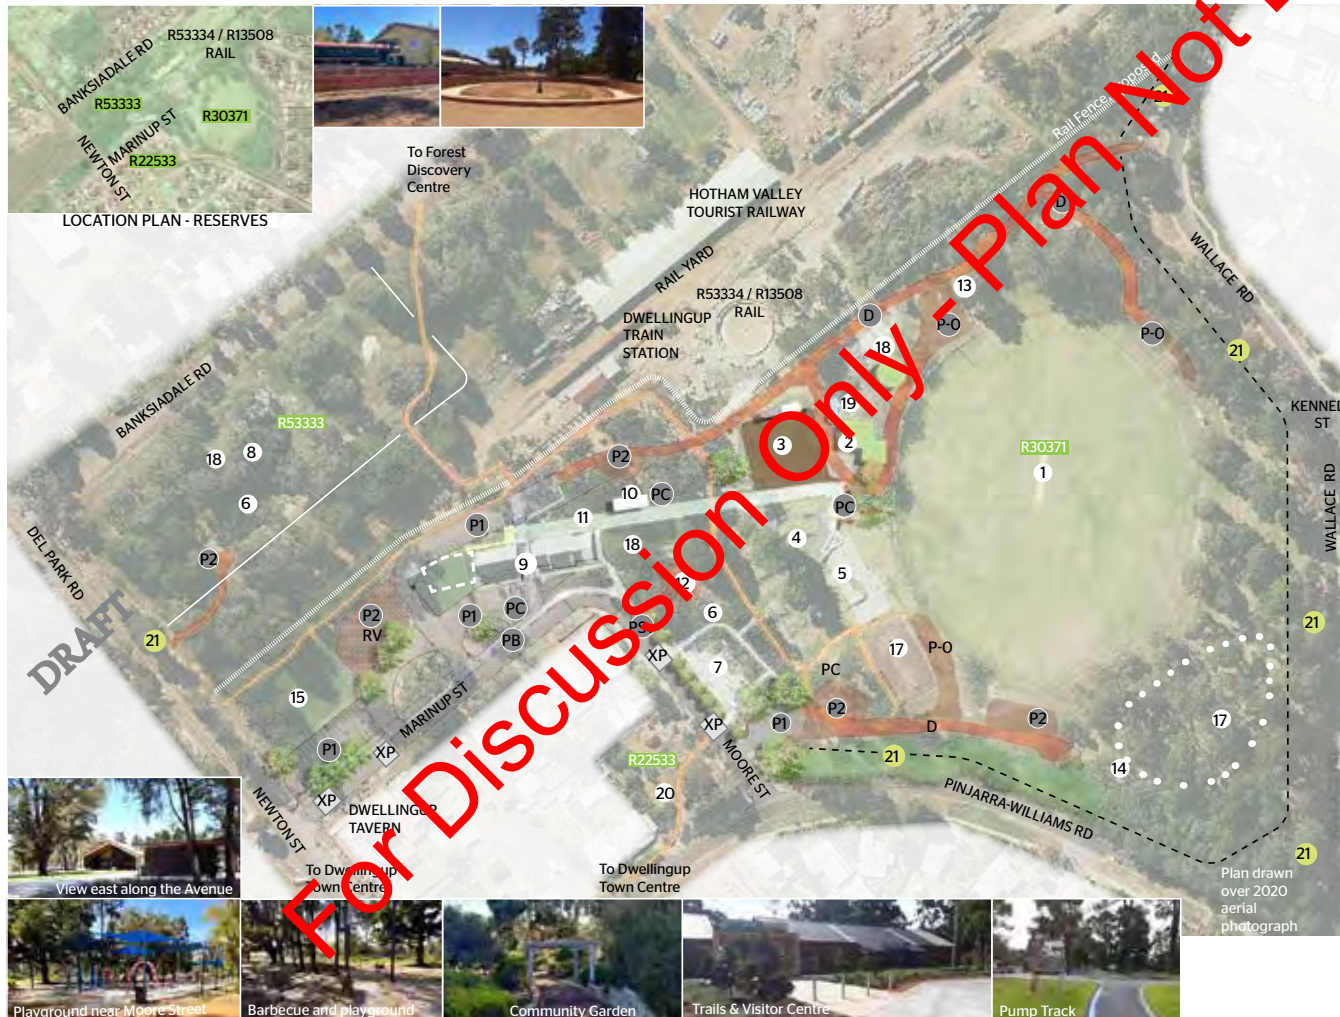 R53334 / R13508
RAIL
BANKSIADALE RD
R53333
R30371
MARINUP ST
NEWTON ST
R22533
LOCATION PLAN - RESERVES
To Forest
Discovery
Centre
HOTHAM VALLEY
TOURIST RAILWAY
RAIL YARD
R53334 / R13508
RAIL
DWELLINGUP
TRAIN
STATION
Rail Fence Proposed
21
D
WALLACE RD
13
D
P-O
P-O
18
21
BANKSIADALE RD
R53333
19
KENNED
ST
18
8
3
2
R30371
1
P2
6
10
PC
PC
WALLACE RD
DEL PARK RD
P1
11
4
18
P2
9
5
12
DRAFT
21
P2
RV
P1
PC
PB
PS
6
21
XP
7
17
P-O
PC
15
MARINUP ST
P1
P2
P2
17
P1
XP
XP
D
21
14
R22533
20
MOORE ST
PINJARRA-WILLIAMS RD
XP
NEWTON ST
DWELLINGUP
TAVERN
To Dwellingup
Town Centre
To Dwellingup
Town Centre
21
Plan drawn
over 2020
aerial
photograph
For Discussion Only - Plan Not
View east along the Avenue
Playground near Moore Street
Barbecue and playground
Community Garden
Trails & Visitor Centre
Pump Track